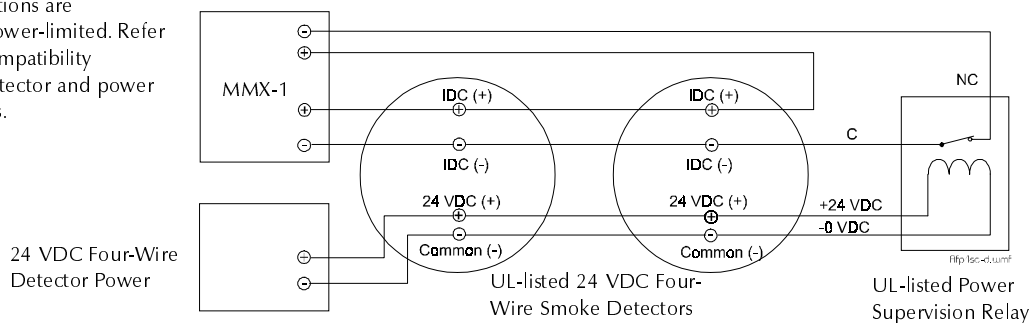 tions are
ower-limited. Refer
mpatibility
tector and power
s.
MMX-1
IDC (+)
IDC (+)
NC
C
IDC (-)
IDC (-)
24 VDC (+)
24 VDC (+)
+24 VDC
-0 VDC
Common (-)
Common (-)
24 VDC Four-Wire
Detector Power
UL-listed 24 VDC Four-
Wire Smoke Detectors
UL-listed Power
Supervision Relay